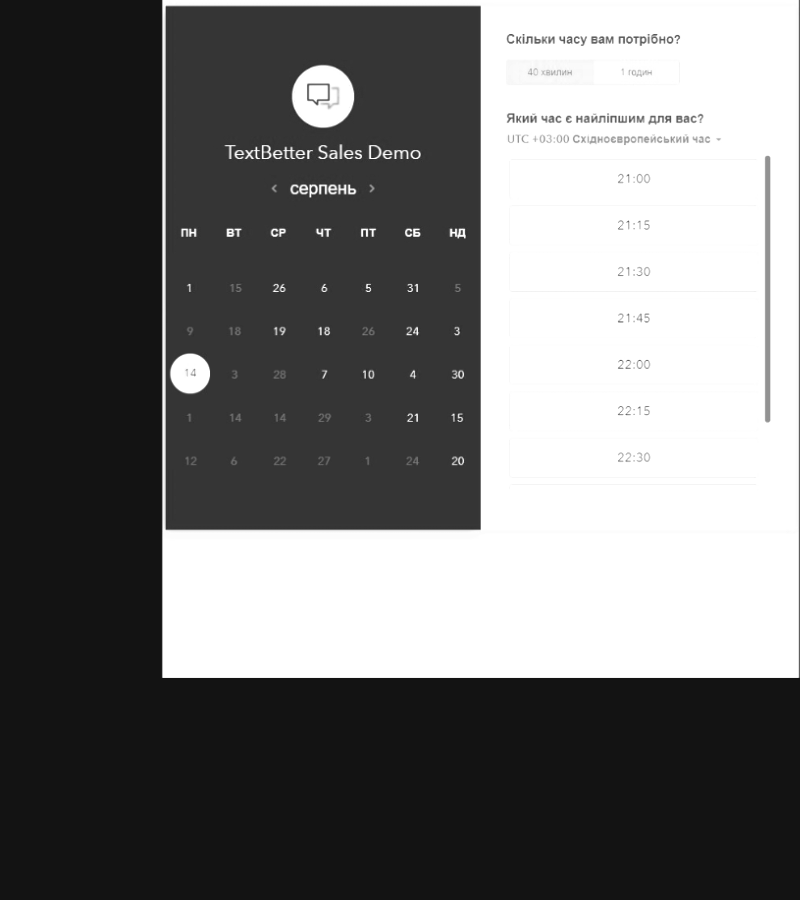 TextBetter Sales Demo
‹ серпень ›
ПН ВТ СР ЧТ ПТ СБ НД
1 15 26 6 5 31 5
9 18 19 18 26 24 3
14 3 28 7 10 4 30
1 14 14 29 3 21 15
12 6 22 27 1 24 20
Скільки часу вам потрібно?
40 хвилин 1 годин
Який час є найліпшим для вас?
UTC +03:00 Східноєвропейський час
21:00
21:15
21:30
21:45
22:00
22:15
22:30